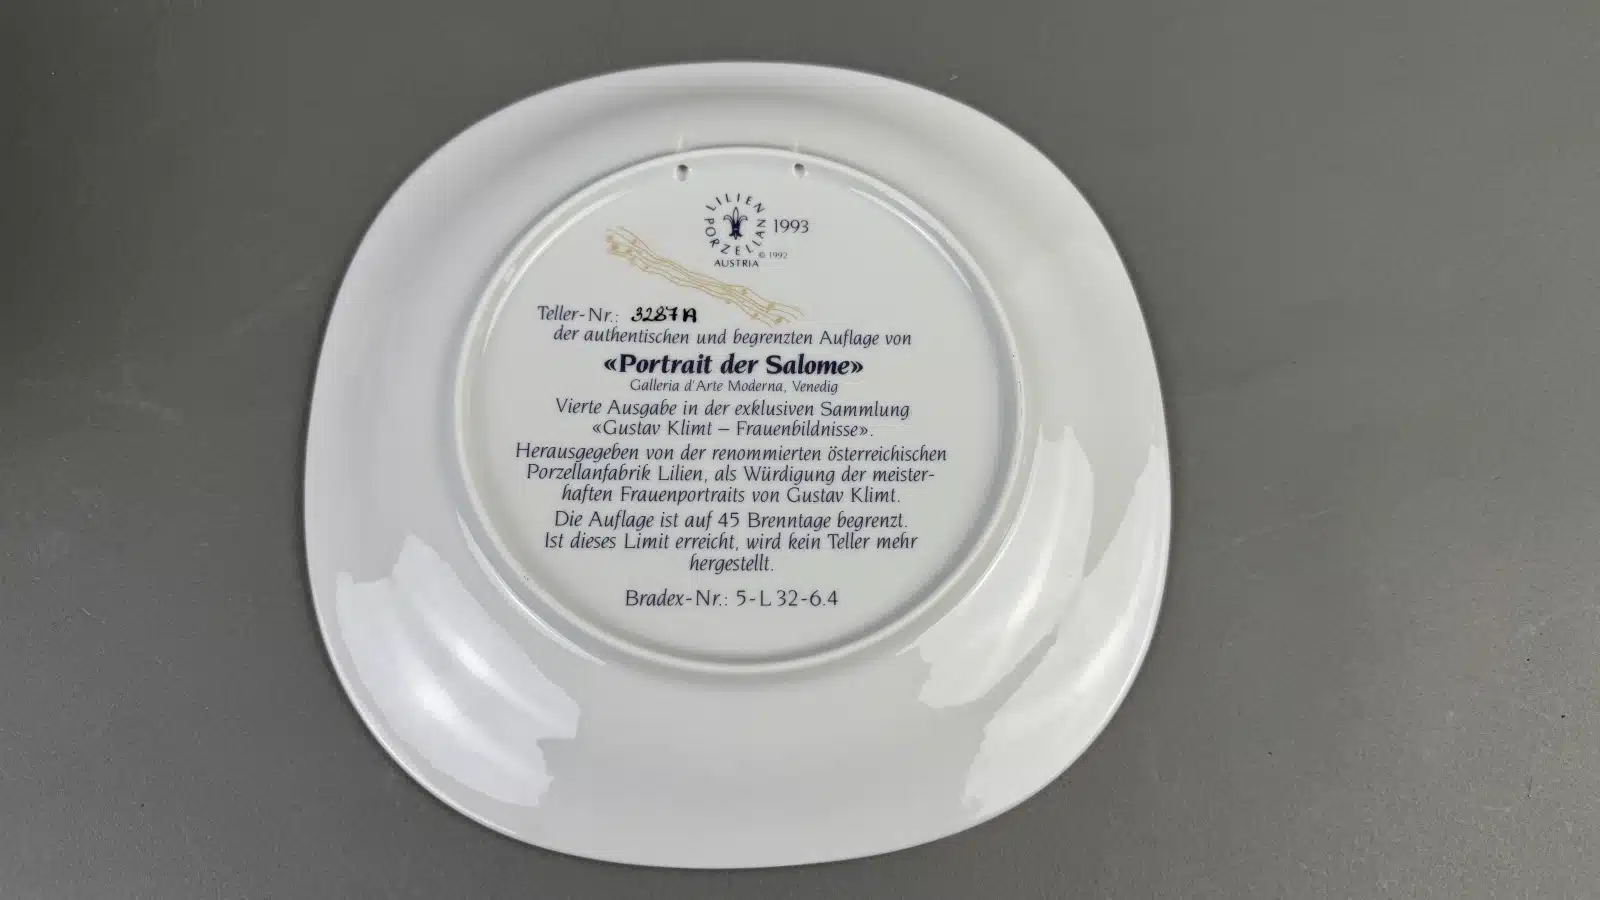 LILIEN PORZELLAN
1993
© 1992
AUSTRIA
Teller-Nr.: 3287A
der authentischen und begrenzten Auflage von
«Portrait der Salome»
Galleria d'Arte Moderna, Venedig
Vierte Ausgabe in der exklusiven Sammlung
«Gustav Klimt – Frauenbildnisse».
Herausgegeben von der renommierten österreichischen
Porzellanfabrik Lilien, als Würdigung der meister-
haften Frauenportraits von Gustav Klimt.
Die Auflage ist auf 45 Brenntage begrenzt.
Ist dieses Limit erreicht, wird kein Teller mehr
hergestellt.
Bradex-Nr.: 5-L32-6.4